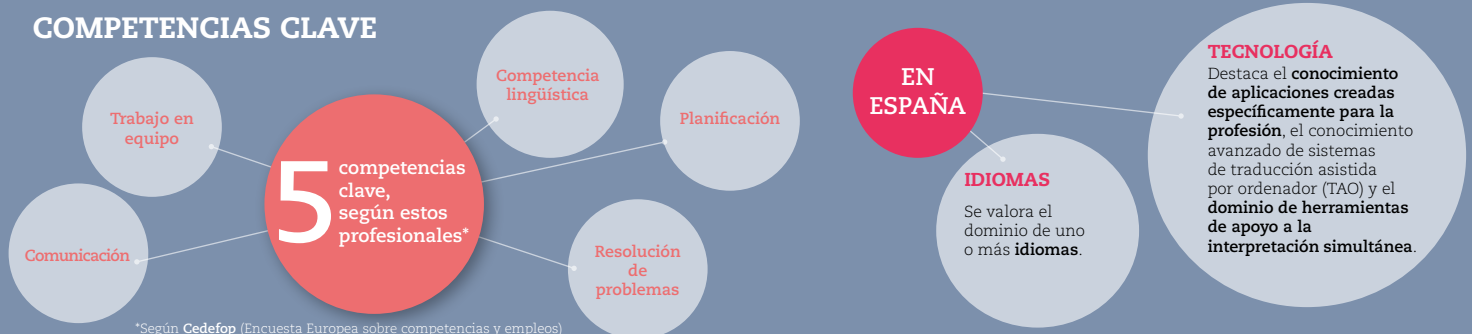 COMPETENCIAS CLAVE
Trabajo en
equipo
Comunicación
5
competencias
clave,
según estos
profesionales*
Competencia
lingüística
Planificación
Resolución
de
problemas
*Según Cedefop (Encuesta Europea sobre competencias y empleos)
EN
ESPAÑA
IDIOMAS
Se valora el
dominio de uno
o más idiomas.
TECNOLOGÍA
Destaca el conocimiento
de aplicaciones creadas
específicamente para la
profesión, el conocimiento
avanzado de sistemas
de traducción asistida
por ordenador (TAO) y el
dominio de herramientas
de apoyo a la
interpretación simultánea.